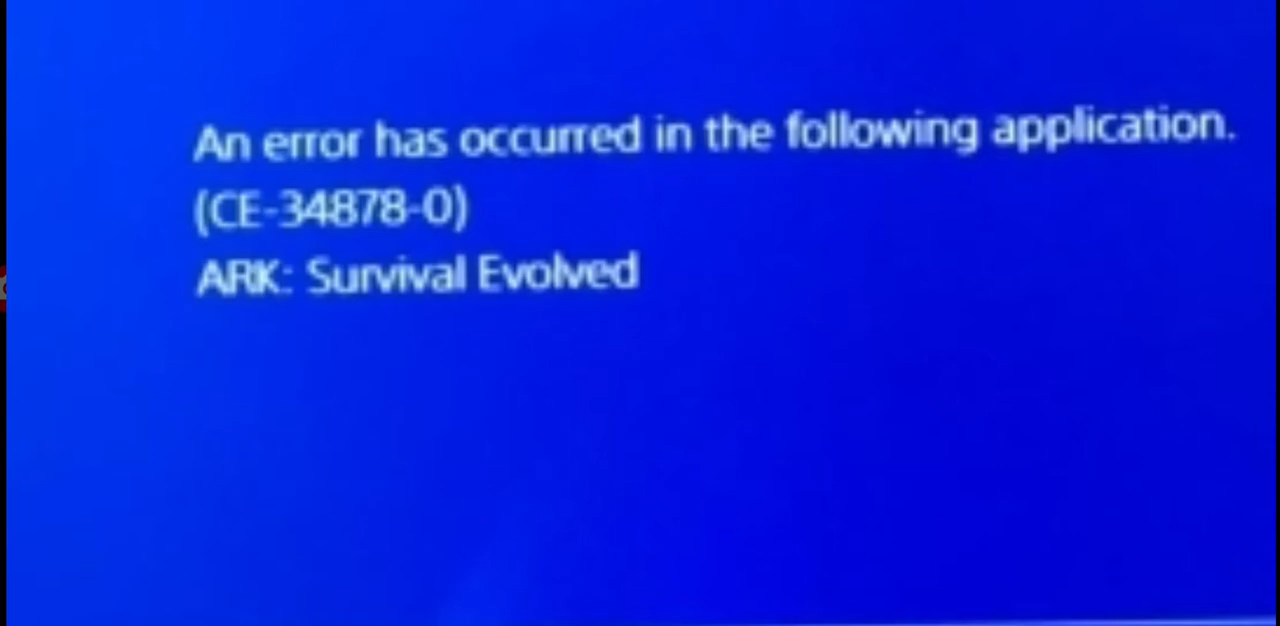 An error has occurred in the following application.
(CE-34878-0)
ARK: Survival Evolved